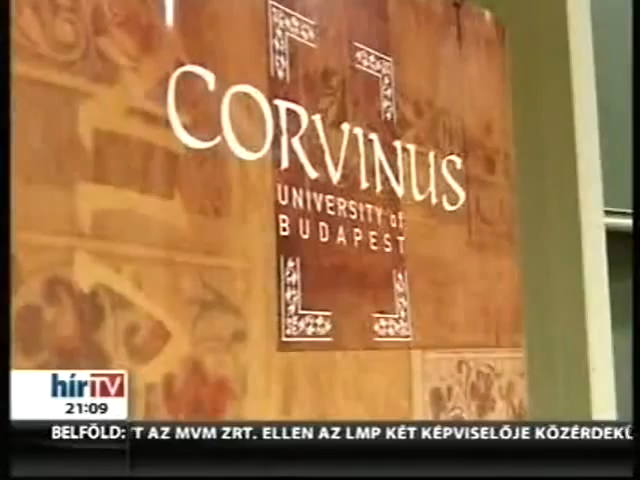 CORVINUS
UNIVERSITY of
BUDAPEST
hírTV
21:09
BELFÖLD: 'T AZ MVM ZRT. ELLEN AZ LMP KÉT KÉPVISELŐJE KÖZÉRDEKŰ